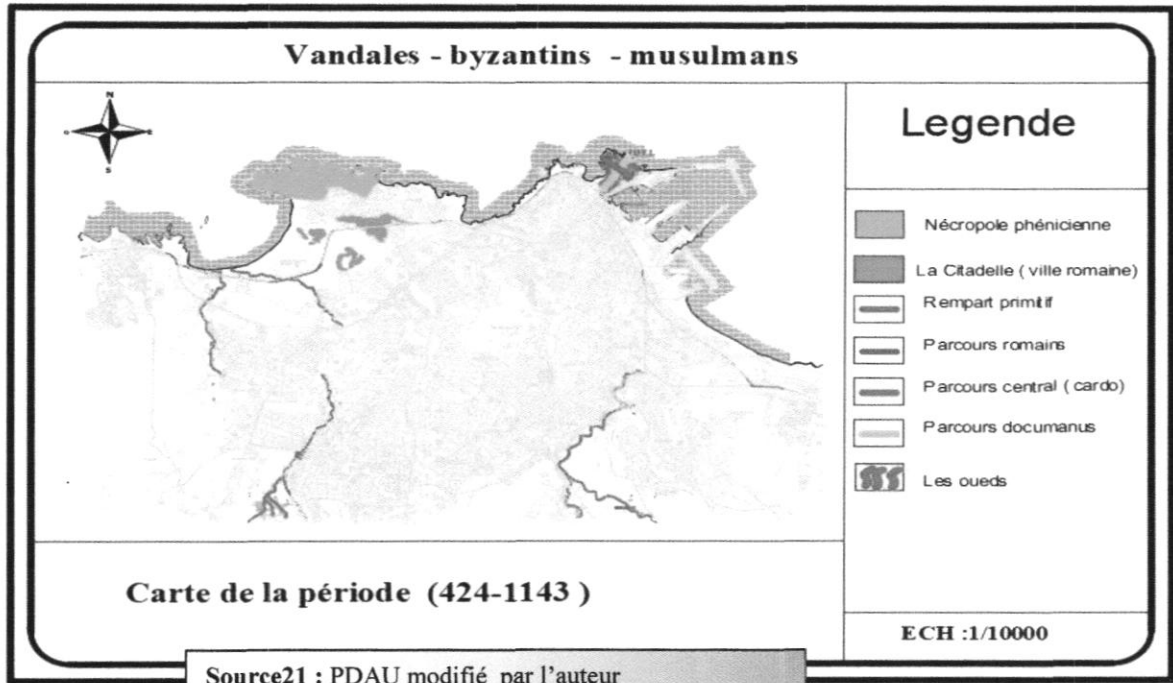 Vandales - byzantins - musulmans
N
S
Legende
Nécropole phénicienne
La Citadelle ( ville romaine)
Rempart primitif
Parcours romains
Parcours central ( cardo)
Parcours documanus
Les oueds
Carte de la période (424-1143 )
ECH :1/10000
Source21 : PDAU modifié par l'auteur